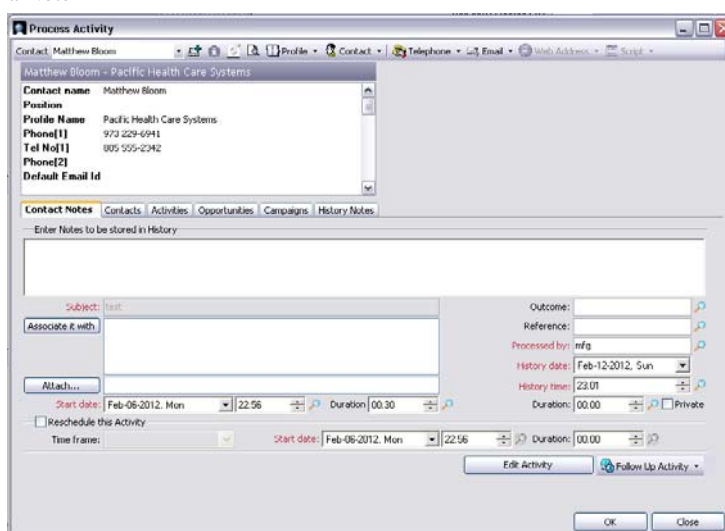 Process Activity
Contact Matthew Bloom Profile Contact Telephone Email Web Address Script
Matthew Bloom - Pacific Health Care Systems
Contact name Matthew Bloom
Position
Profile Name Pacific Health Care Systems
Phone[1] 973 229-6941
Tel No[1] 805 555-2342
Phone[2]
Default Email Id
Contact Notes Contacts Activities Opportunities Campaigns History Notes
Enter Notes to be stored in History
Subject: test Outcome:
Associate it with Reference:
Processed by: mfg
History date: Feb-12-2012, Sun
Attach... History time: 23:01
Start date: Feb-06-2012, Mon 22:56 Duration 00:30 Duration: 00:00 Private
Reschedule this Activity
Time frame: Start date: Feb-06-2012, Mon 22:56 Duration: 00:00
Edit Activity Follow Up Activity
OK Close